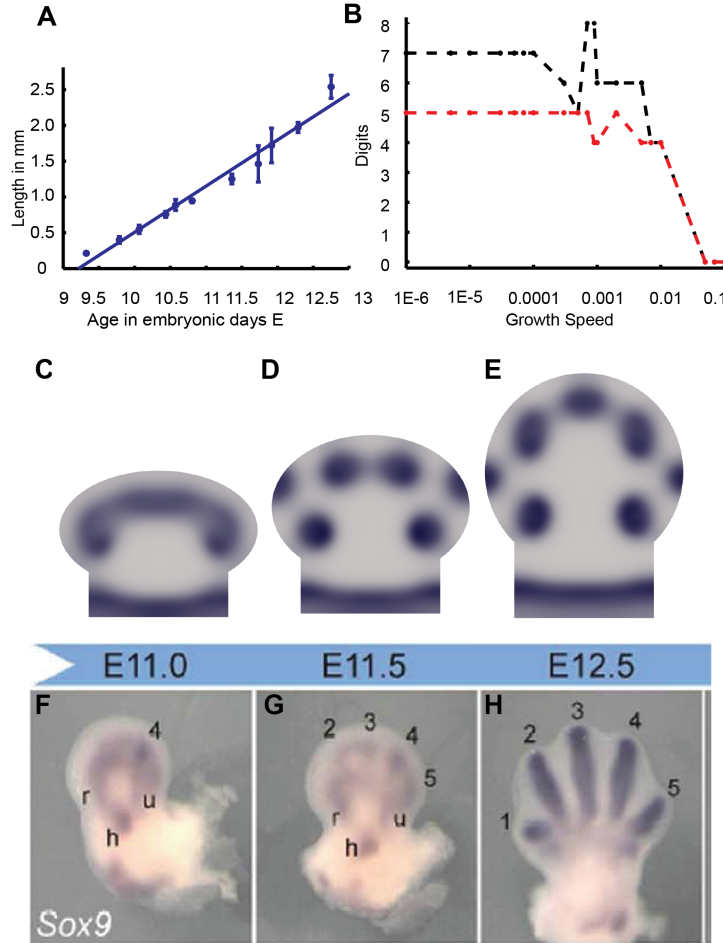 A
B
Length in mm
2.5
2.0
1.5
1.0
0.5
0
9 9.5 10 10.5 11 11.5 12 12.5 13
Age in embryonic days E
Digits
8
7
6
5
4
3
2
1
0
1E-6 1E-5 0.0001 0.001 0.01 0.1
Growth Speed
C
D
E
E11.0 E11.5 E12.5
F
4
r
u
h
Sox9
G
2 3 4
5
r u
h
H
3
2 4
5
1